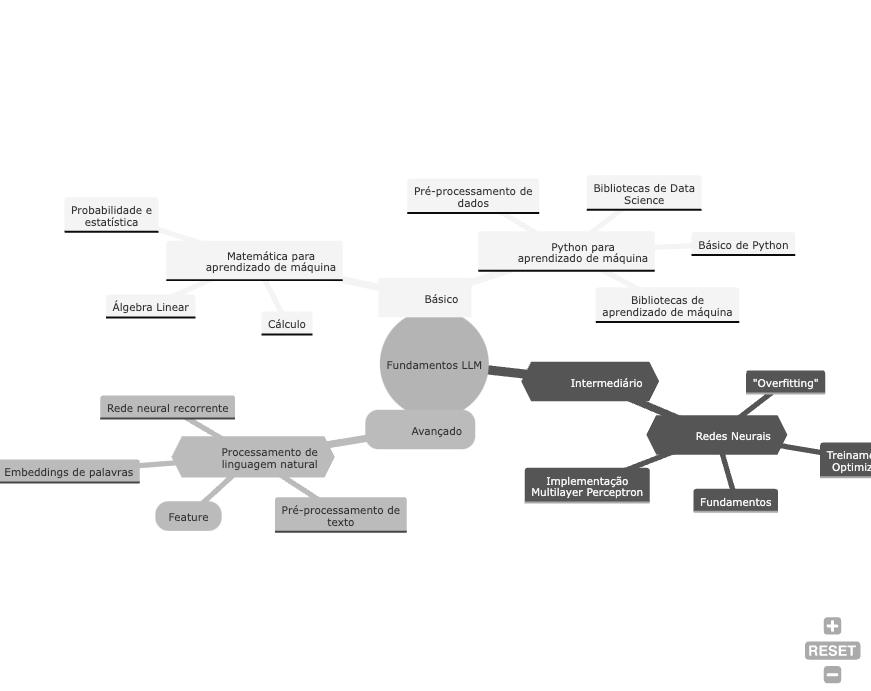 Probabilidade e
estatística
Matemática para
aprendizado de máquina
Álgebra Linear
Cálculo
Pré-processamento de
dados
Bibliotecas de Data
Science
Python para
aprendizado de máquina
Básico de Python
Bibliotecas de
aprendizado de máquina
Básico
Fundamentos LLM
Intermediário
"Overfitting"
Redes Neurais
Implementação
Multilayer Perceptron
Fundamentos
Avançado
Rede neural recorrente
Processamento de
linguagem natural
Embeddings de palavras
Feature
Pré-processamento de
texto
RESET